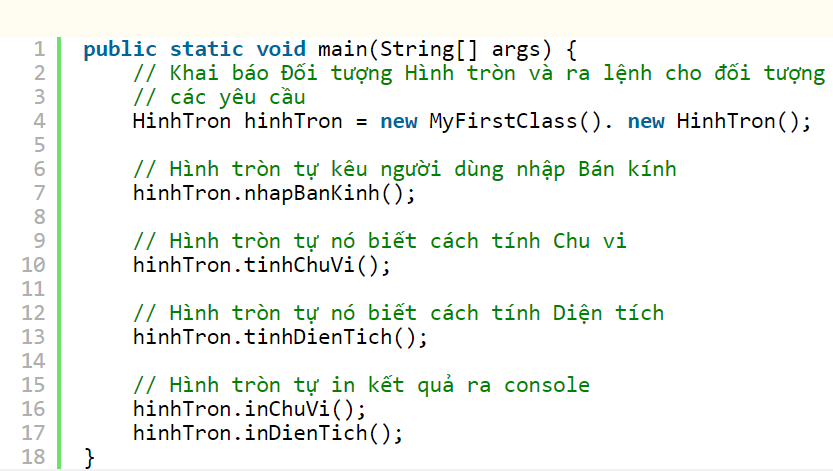 1 public static void main(String[] args) {
2 // Khai báo Đối tượng Hình tròn và ra lệnh cho đối tượng
3 // các yêu cầu
4 HinhTron hinhTron = new MyFirstClass(). new HinhTron();
5
6 // Hình tròn tự kêu người dùng nhập Bán kính
7 hinhTron.nhapBanKinh();
8
9 // Hình tròn tự nó biết cách tính Chu vi
10 hinhTron.tinhChuVi();
11
12 // Hình tròn tự nó biết cách tính Diện tích
13 hinhTron.tinhDienTich();
14
15 // Hình tròn tự in kết quả ra console
16 hinhTron.inChuVi();
17 hinhTron.inDienTich();
18 }